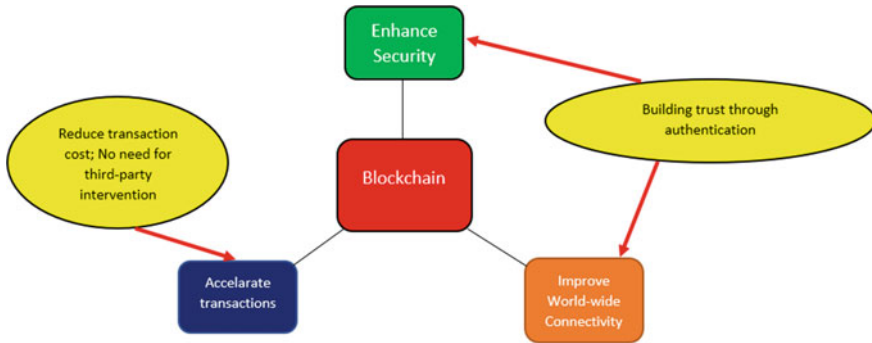 Enhance
Security
Building trust through
authentication
Reduce transaction
cost; No need for
third-party
intervention
Blockchain
Accelarate
transactions
Improve
World-wide
Connectivity